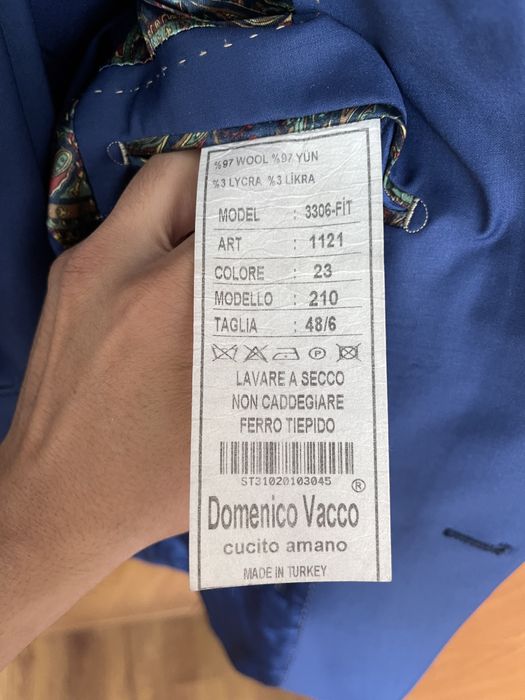 %97 WOOL %97 YÜN
%3 LYCRA %3 LİKRA
MODEL : 3306-FİT
ART : 1121
COLORE : 23
MODELLO : 210
TAGLIA : 48/6
P
LAVARE A SECCO
NON CADDEGIARE
FERRO TIEPIDO
ST31020103045
®
Domenico Vacco
cucito amano
MADE IN TURKEY